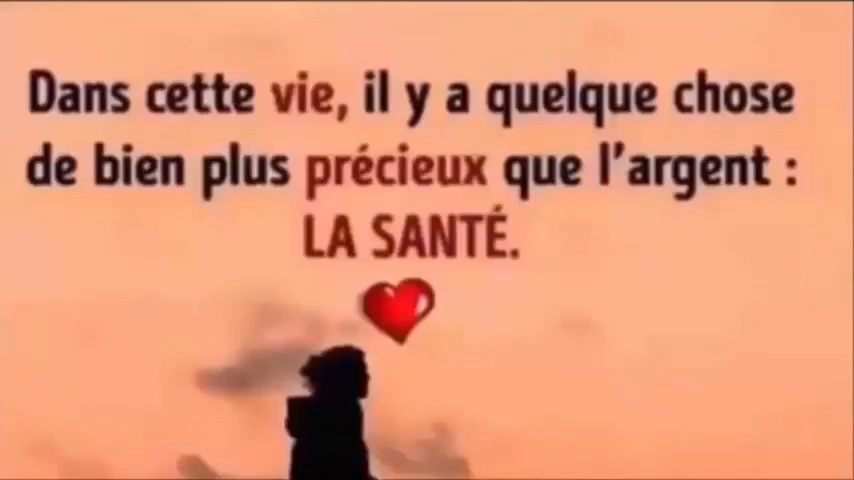 Dans cette vie, il y a quelque chose
de bien plus précieux que l’argent :
LA SANTÉ.